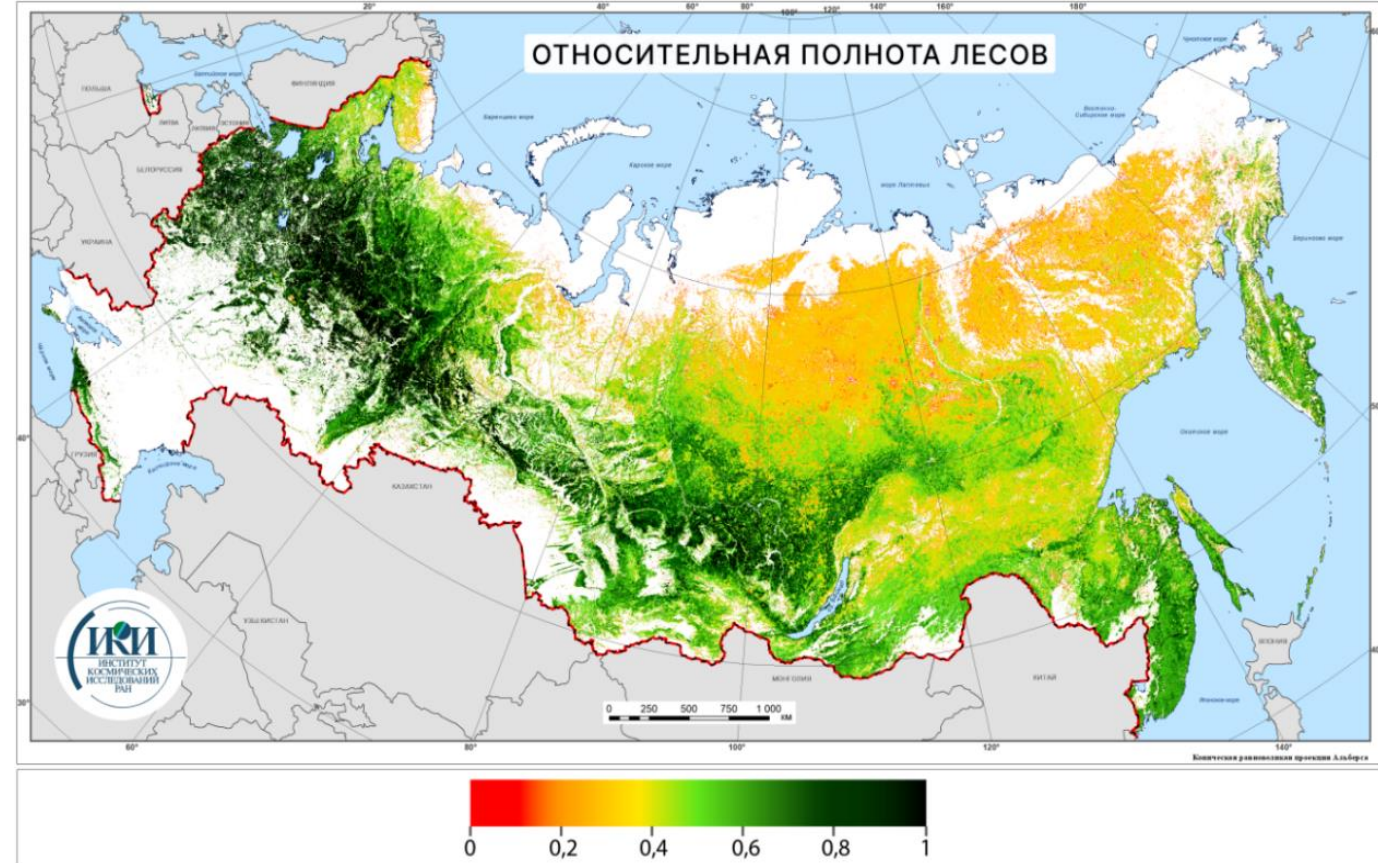 20°
40°
60°
80°
100°
120°
140°
160°
180°
ОТНОСИТЕЛЬНАЯ ПОЛНОТА ЛЕСОВ
Чукотское море
Балтийское море
ФИНЛЯНДИЯ
ПОЛЬША
ЛИТВА
ЛАТВИЯ
ЭСТОНИЯ
Баренцево море
Восточно-
Сибирское море
Карское море
море Лаптевых
БЕЛОРУССИЯ
УКРАИНА
Берингово море
Охотское море
40°
ГРУЗИЯ
КАЗАХСТАН
УЗБЕКИСТАН
ИКИ
ИНСТИТУТ
КОСМИЧЕСКИХ
ИССЛЕДОВАНИЙ
РАН
МОНГОЛИЯ
КИТАЙ
ЯПОНИЯ
Японское море
0 250 500 750 1 000
КМ
30°
60°
80°
100°
120°
140°
Коническая равновеликая проекция Альберса
0 0,2 0,4 0,6 0,8 1